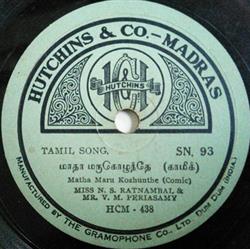 HUTCHINS & CO.-MADRAS
HUTCHINS
TAMIL SONG.
SN, 93
மாதா மருகொழுந்தே (காமிக்)
Matha Maru Kozhunthe (Comic)
MISS N. S. RATNAMBAL &
MR. V. M. PERIASAMY
HCM - 438
MANUFACTURED BY THE GRAMOPHONE CO. LTD. DUM DUM (INDIA).